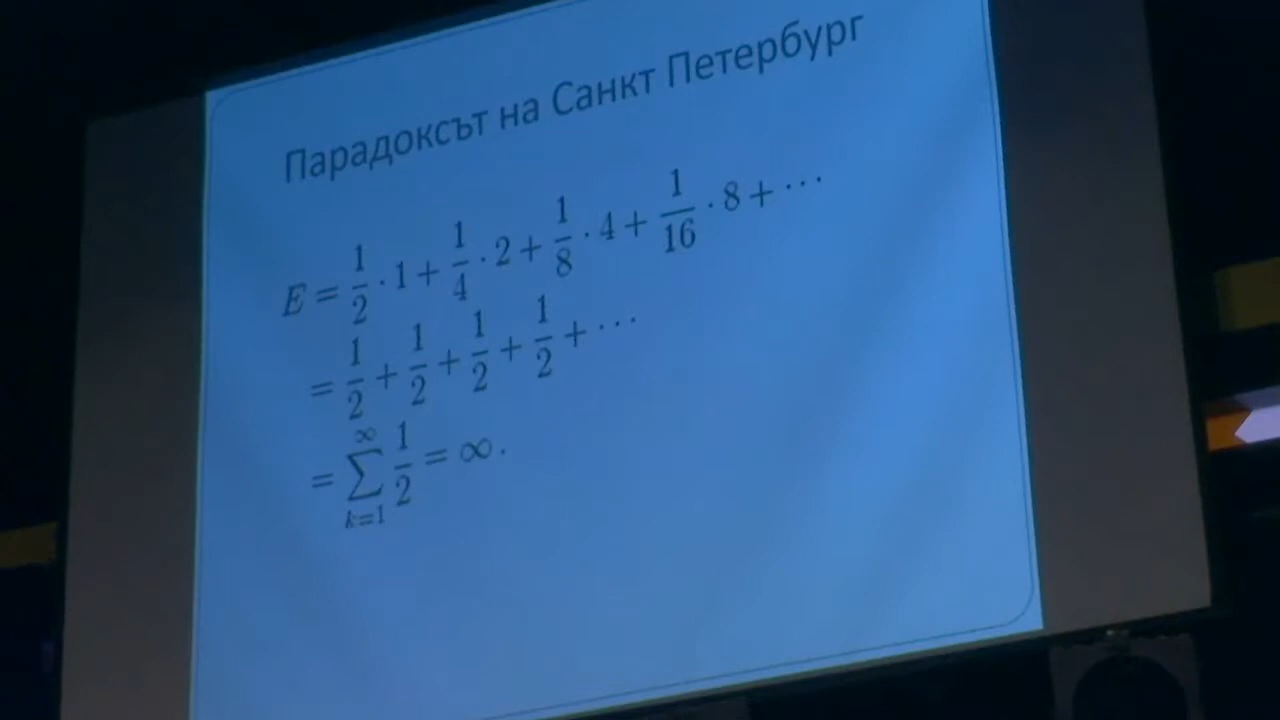 Парадоксът на Санкт Петербург
E = 1/2 · 1 + 1/4 · 2 + 1/8 · 4 + 1/16 · 8 + ···
= 1/2 + 1/2 + 1/2 + 1/2 + ···
= ∑_{k=1}^{∞} 1/2 = ∞.